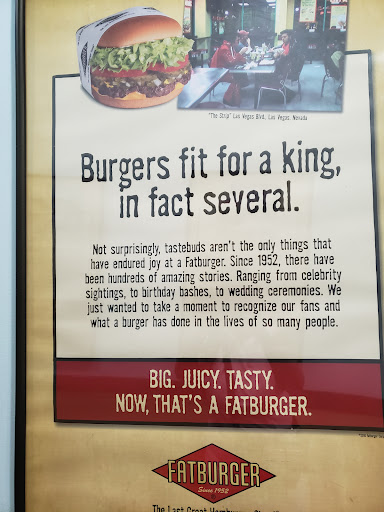 "The Strip" Las Vegas Blvd, Las Vegas, Nevada
Burgers fit for a king,
in fact several.
Not surprisingly, tastebuds aren't the only things that
have endured joy at a Fatburger. Since 1952, there have
been hundreds of amazing stories. Ranging from celebrity
sightings, to birthday bashes, to wedding ceremonies. We
just wanted to take a moment to recognize our fans and
what a burger has done in the lives of so many people.
BIG. JUICY. TASTY.
NOW, THAT'S A FATBURGER.
FATBURGER
Since 1952
The Last Great Hamburger